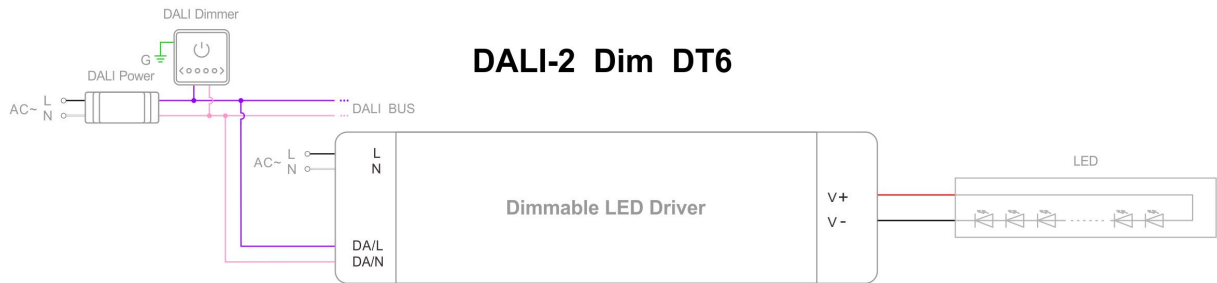 DALI Dimmer
DALI-2 Dim DT6
G
DALI Power
AC~ L
N
DALI BUS
AC~ L
N
L
N
LED
Dimmable LED Driver
V+
V-
DA/L
DA/N